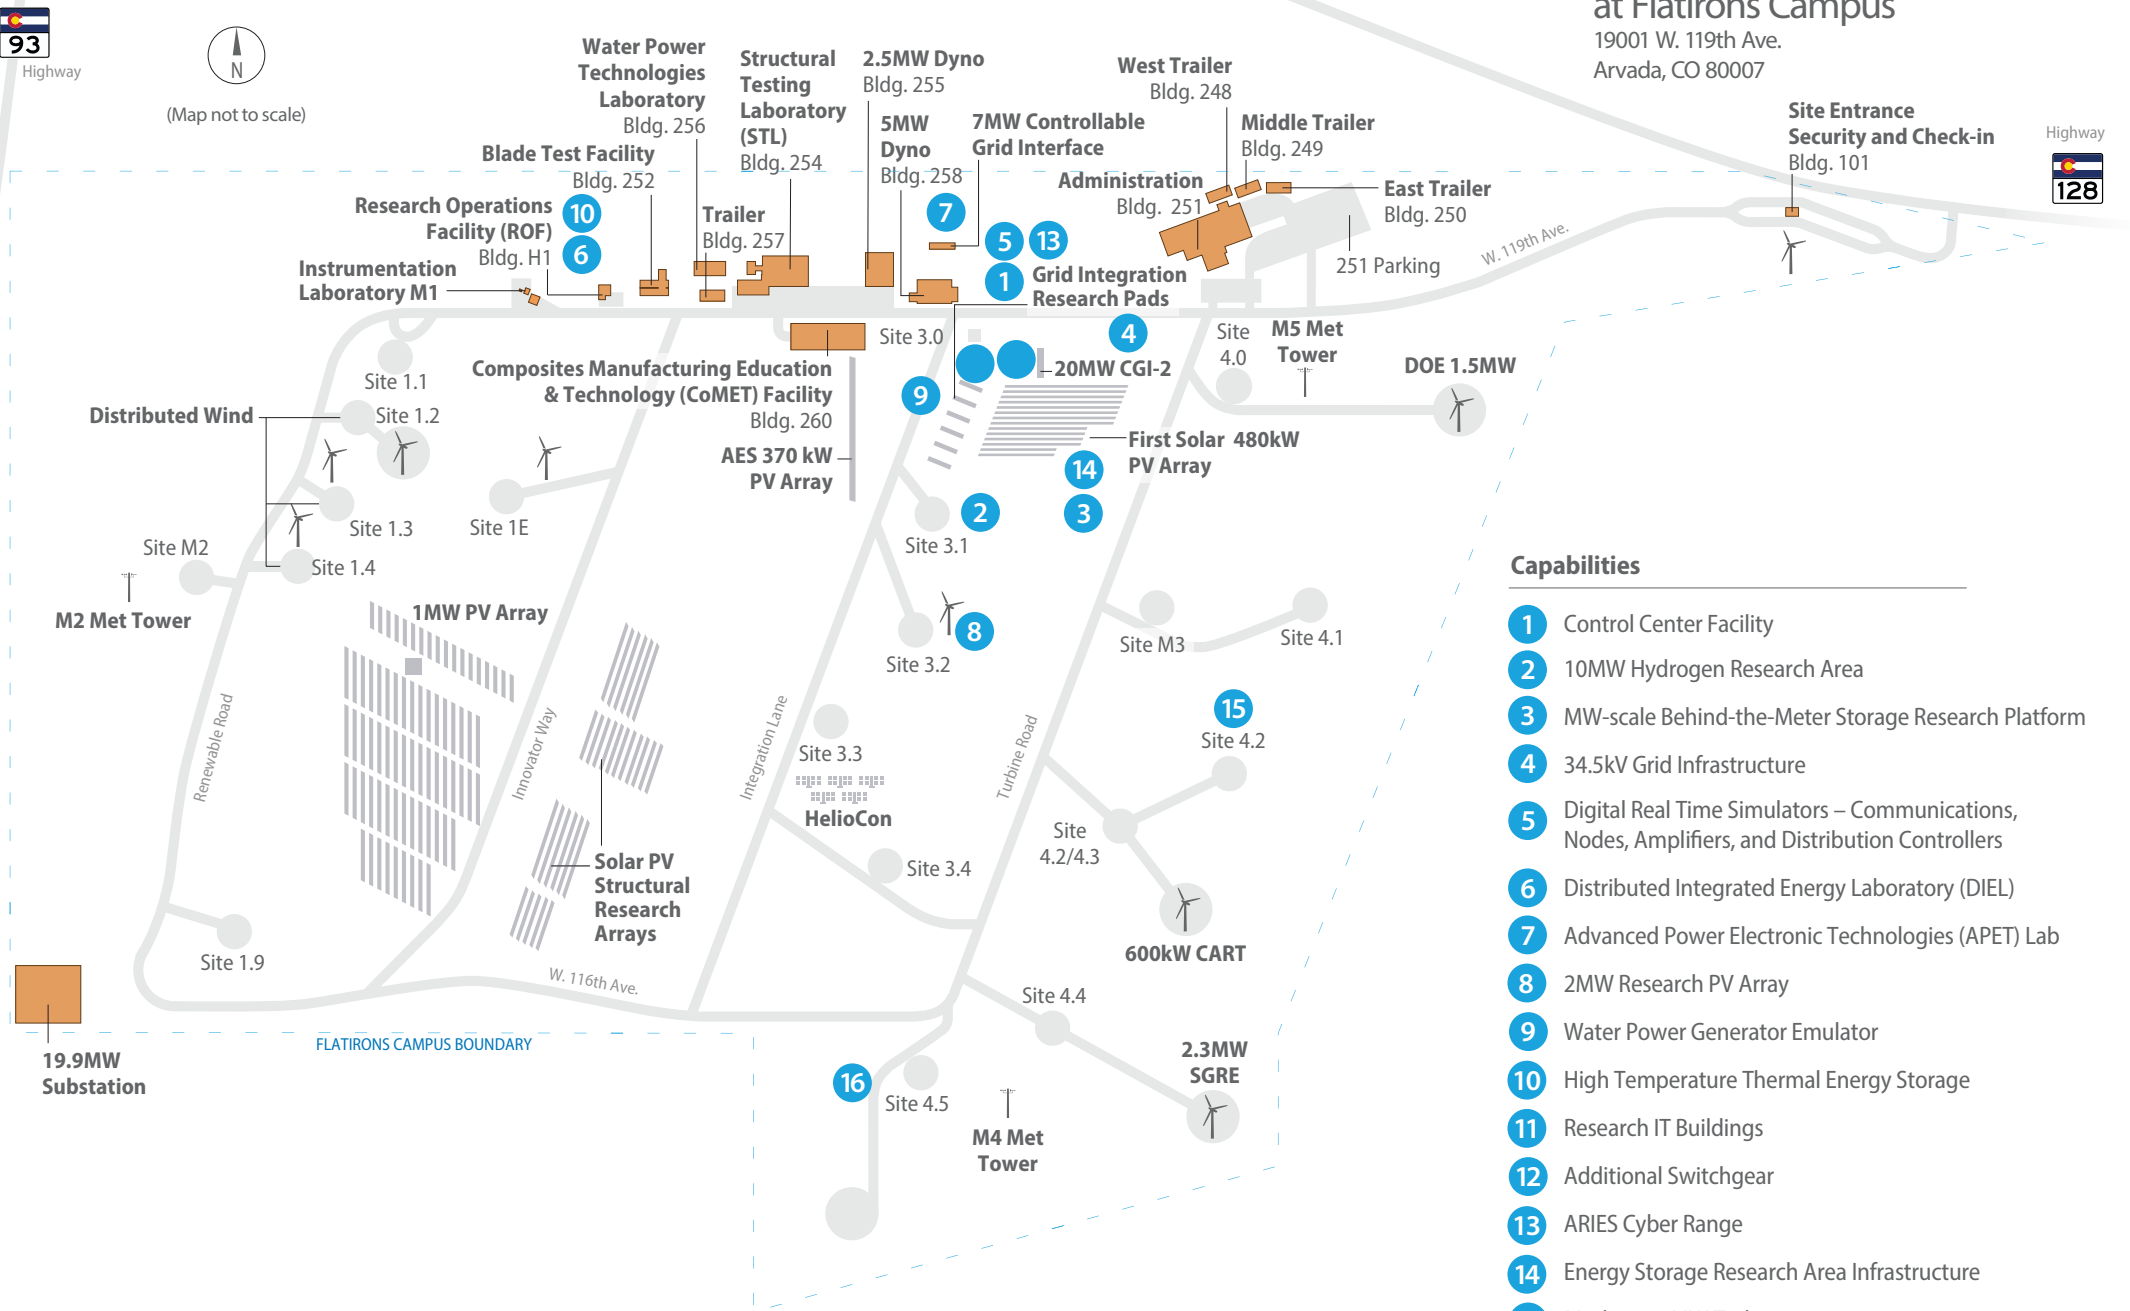 at Flatirons Campus
19001 W. 119th Ave.
Arvada, CO 80007
93
Highway
N
(Map not to scale)
Water Power
Technologies
Laboratory
Bldg. 256
Structural
Testing
Laboratory
(STL)
Bldg. 254
2.5MW Dyno
Bldg. 255
5MW
Dyno
Bldg. 258
7MW Controllable
Grid Interface
West Trailer
Bldg. 248
Middle Trailer
Bldg. 249
Administration
Bldg. 251
East Trailer
Bldg. 250
251 Parking
Site Entrance
Security and Check-in
Bldg. 101
Highway
128
W. 119th Ave.
Blade Test Facility
Bldg. 252
Research Operations
Facility (ROF)
Bldg. H1
10
6
Trailer
Bldg. 257
Instrumentation
Laboratory M1
7
5
13
1
Grid Integration
Research Pads
4
20MW CGI-2
Site 3.0
Composites Manufacturing Education
& Technology (CoMET) Facility
Bldg. 260
9
AES 370 kW
PV Array
First Solar 480kW
PV Array
14
3
2
Site 3.1
Site
4.0
M5 Met
Tower
DOE 1.5MW
Site 1.1
Distributed Wind
Site 1.2
Site 1.3
Site 1.4
Site 1E
Site M2
M2 Met Tower
1MW PV Array
8
Site 3.2
Site M3
Site 4.1
15
Site 4.2
Renewable Road
Innovator Way
Integration Lane
Turbine Road
Site 3.3
HelioCon
Site
4.2/4.3
Site 3.4
Solar PV
Structural
Research
Arrays
600kW CART
Site 1.9
W. 116th Ave.
Site 4.4
19.9MW
Substation
FLATIRONS CAMPUS BOUNDARY
16
Site 4.5
M4 Met
Tower
2.3MW
SGRE
Capabilities
1 Control Center Facility
2 10MW Hydrogen Research Area
3 MW-scale Behind-the-Meter Storage Research Platform
4 34.5kV Grid Infrastructure
5 Digital Real Time Simulators – Communications,
Nodes, Amplifiers, and Distribution Controllers
6 Distributed Integrated Energy Laboratory (DIEL)
7 Advanced Power Electronic Technologies (APET) Lab
8 2MW Research PV Array
9 Water Power Generator Emulator
10 High Temperature Thermal Energy Storage
11 Research IT Buildings
12 Additional Switchgear
13 ARIES Cyber Range
14 Energy Storage Research Area Infrastructure